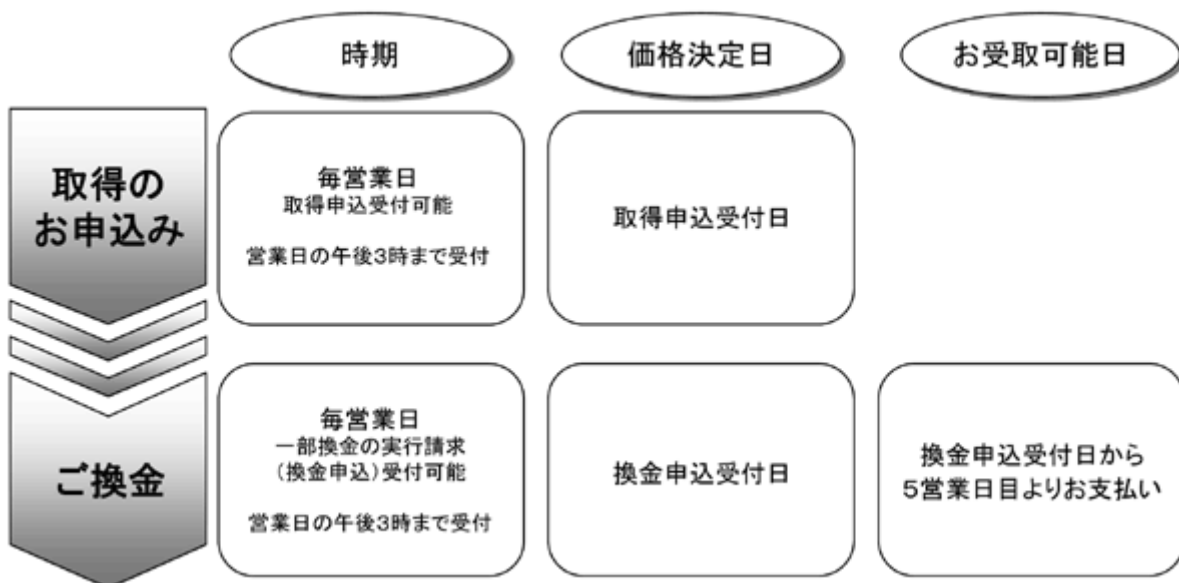 時期
価格決定日
お受取可能日
取得の
お申込み
毎営業日
取得申込受付可能
営業日の午後3時まで受付
取得申込受付日
ご換金
毎営業日
一部換金の実行請求
(換金申込)受付可能
営業日の午後3時まで受付
換金申込受付日
換金申込受付日から
5営業日目よりお支払い